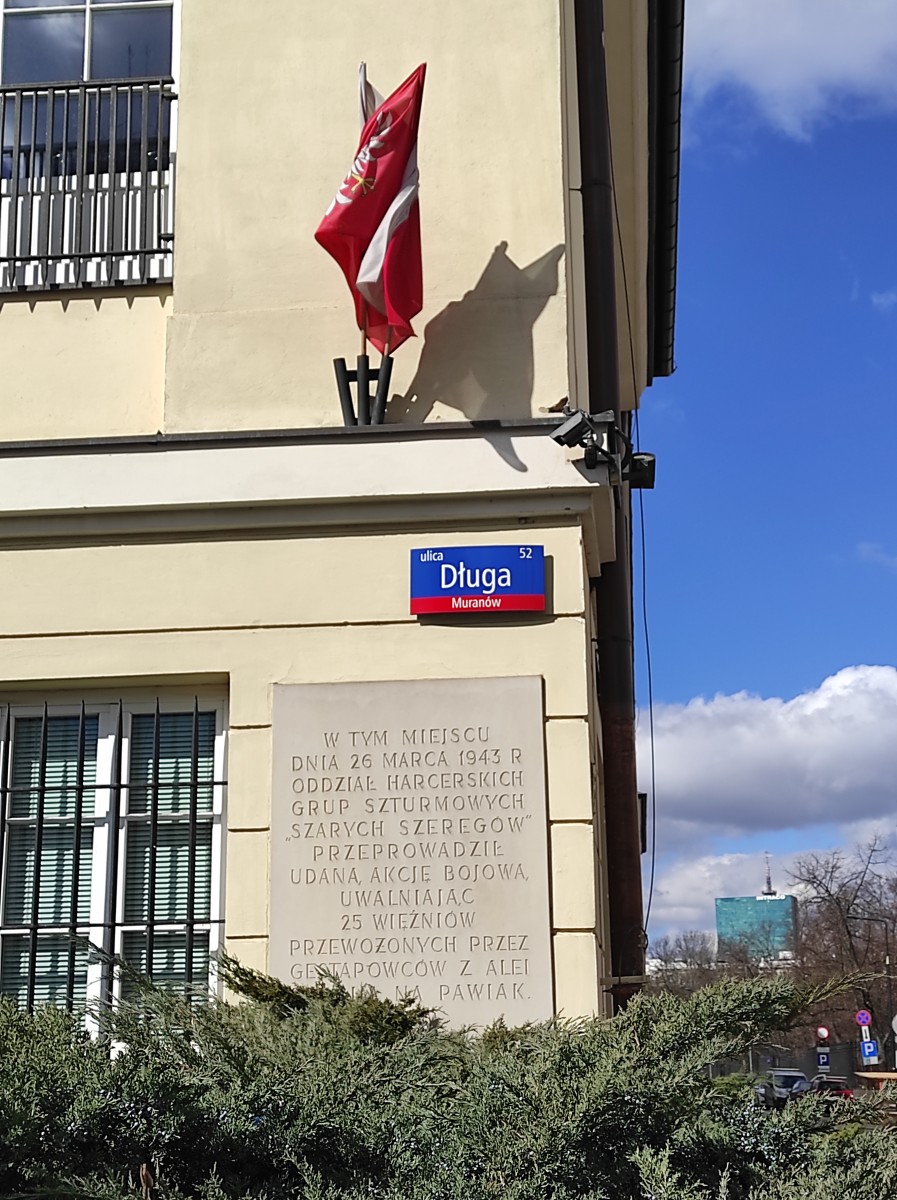 ulica 52
Długa
Muranów
W TYM MIEJSCU
DNIA 26 MARCA 1943 R
ODDZIAŁ HARCERSKICH
GRUP SZTURMOWYCH
„SZARYCH SZEREGÓW”
PRZEPROWADZIŁ
UDANĄ AKCJĘ BOJOWĄ
UWALNIAJĄC
25 WIĘŹNIÓW
PRZEWOŻONYCH PRZEZ
GESTAPOWCÓW Z ALEI
NA PAWIAK.
INTRACO
P
P